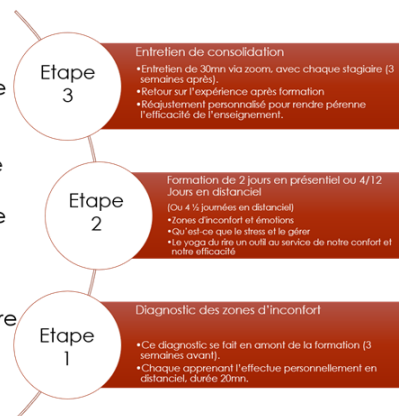 Etape
3
Entretien de consolidation
•Entretien de 30mn via zoom, avec chaque stagiaire (3
semaines après).
•Retour sur l'expérience après formation
•Réajustement personnalisé pour rendre pérenne
l'efficacité de l'enseignement.
Etape
2
Formation de 2 jours en présentiel ou 4/12
Jours en distanciel
(Ou 4 ½ journées en distanciel)
•Zones d'inconfort et émotions
•Qu'est-ce que le stress et le gérer
•Le yoga du rire un outil au service de notre confort et
notre efficacité
Etape
1
Diagnostic des zones d'inconfort
•Ce diagnostic se fait en amont de la formation (3
semaines avant).
•Chaque apprenant l'effectue personnellement en
distanciel, durée 20mn.